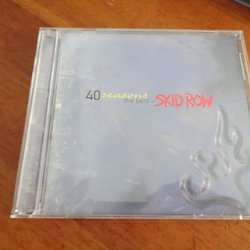 40 seasons
the best of SKID ROW